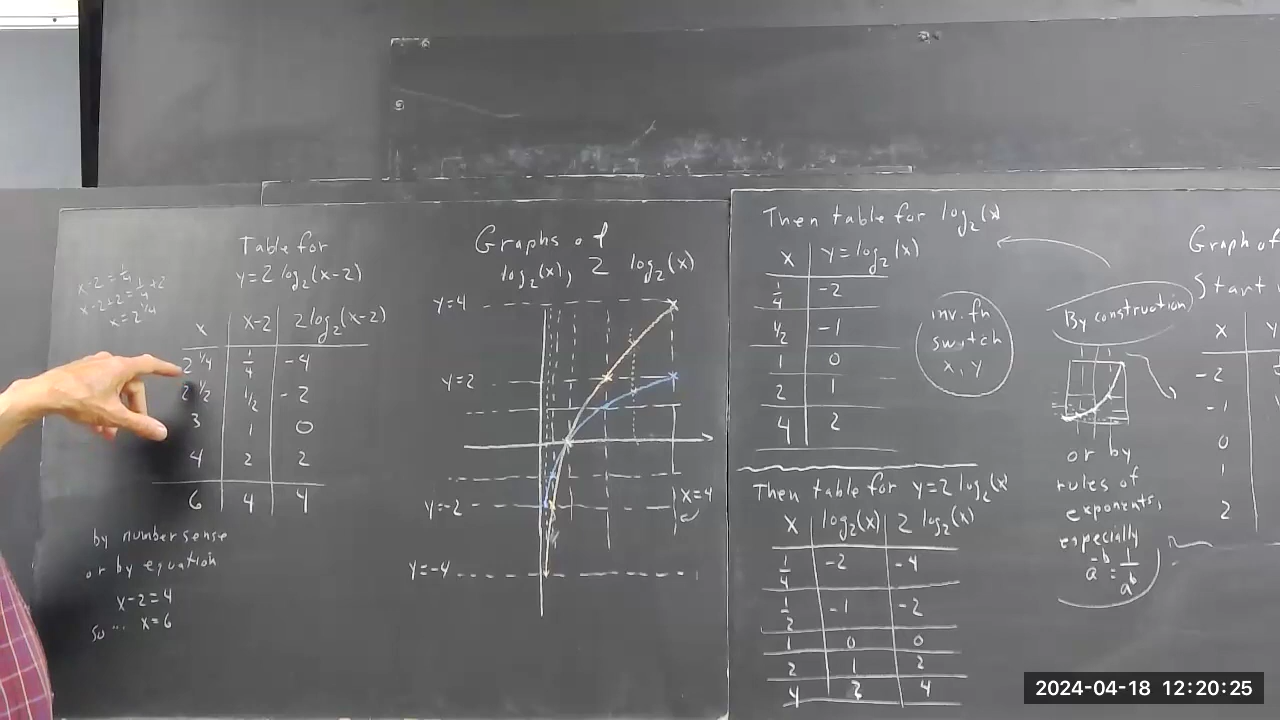 Table for
y=2 log₂(x-2)
x-2=1/4
x-2+2=1/4+2
x=2 1/4
x | x-2 | 2log₂(x-2)
2 1/4 | 1/4 | -4
2 1/2 | 1/2 | -2
3 | 1 | 0
4 | 2 | 2
6 | 4 | 4
by number sense
or by equation
x-2=4
so ... x=6
Graphs of
log₂(x), 2 log₂(x)
y=4
y=2
y=-2
x=4
y=-4
Then table for log₂(x
x | y=log₂(x)
1/4 | -2
1/2 | -1
1 | 0
2 | 1
4 | 2
inv. fn
switch
x, y
Then table for y=2 log₂(x
x | log₂(x) | 2 log₂(x)
1/4 | -2 | -4
1/2 | -1 | -2
1 | 0 | 0
2 | 1 | 2
4 | 2 | 4
By construction
or by
rules of
exponents,
especially
a^-b = 1/a^b
Graph of
Start
x
-2
-1
0
1
2
2024-04-18 12:20:25